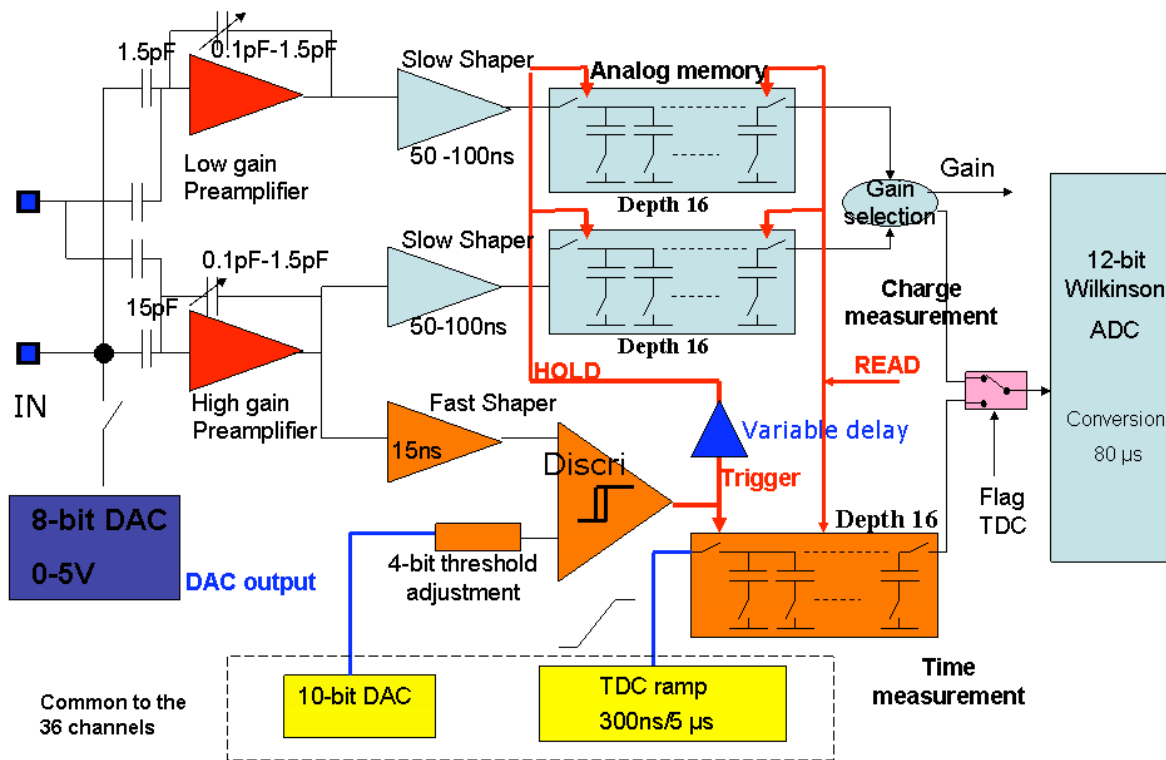 1.5pF
0.1pF-1.5pF
Slow Shaper
Analog memory
50 -100ns
Low gain
Preamplifier
Depth 16
Gain
selection
Gain
0.1pF-1.5pF
Slow Shaper
15pF
50-100ns
Depth 16
Charge
measurement
12-bit
Wilkinson
ADC
Conversion
80 µs
IN
High gain
Preamplifier
HOLD
READ
Fast Shaper
15ns
Discri
Variable delay
Trigger
Flag
TDC
8-bit DAC
0-5V
DAC output
4-bit threshold
adjustment
Depth 16
Common to the
36 channels
10-bit DAC
TDC ramp
300ns/5 µs
Time
measurement